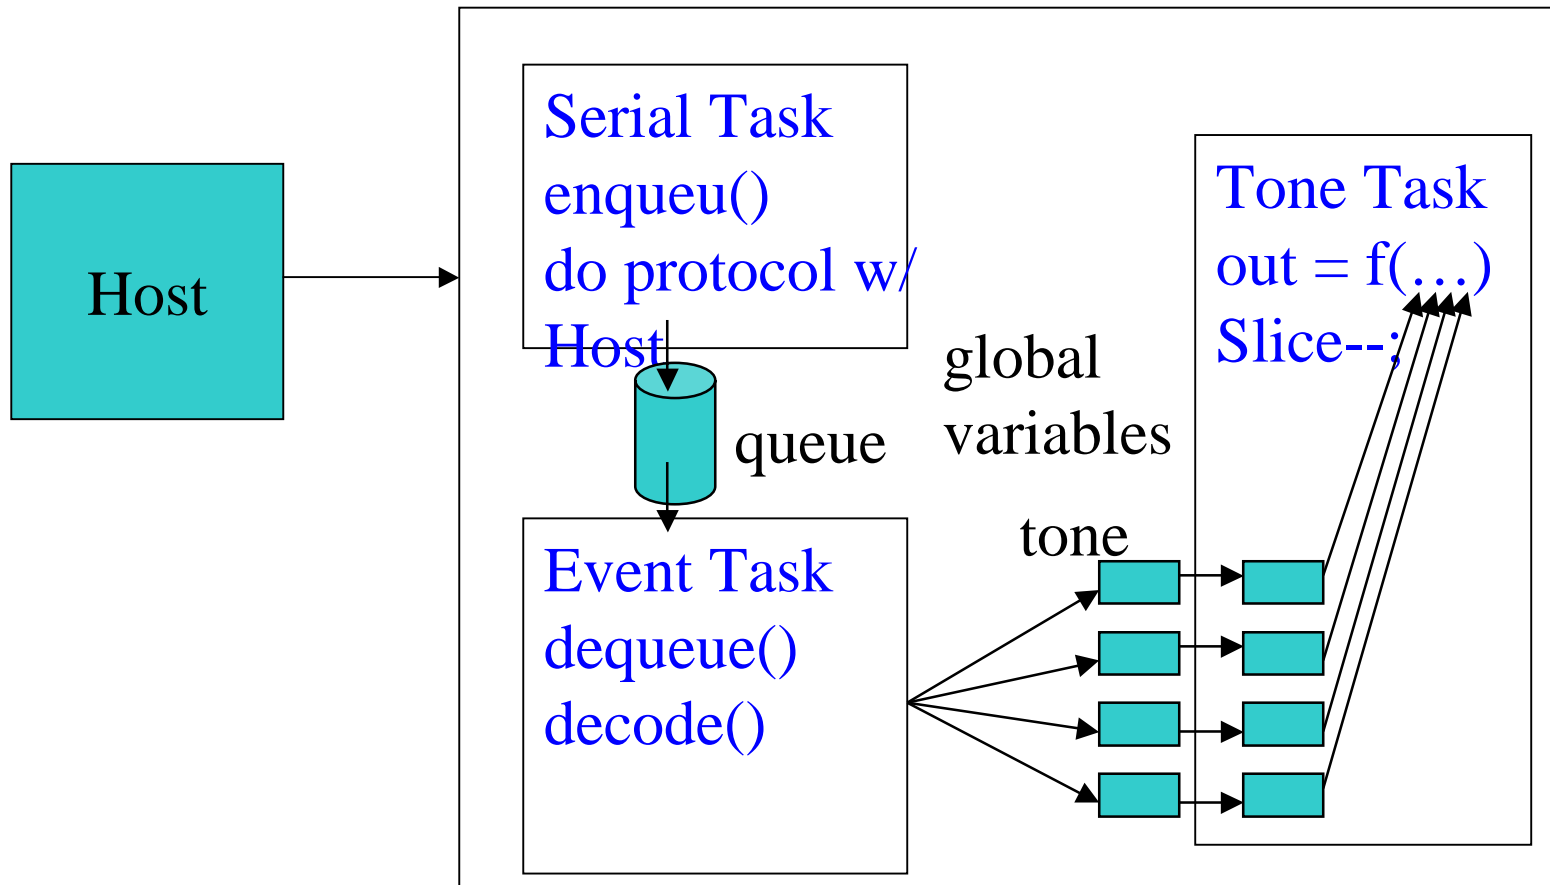 Host
Serial Task
enqueu()
do protocol w/
Host
queue
Event Task
dequeue()
decode()
global
variables
tone
Tone Task
out = f(…)
Slice--;